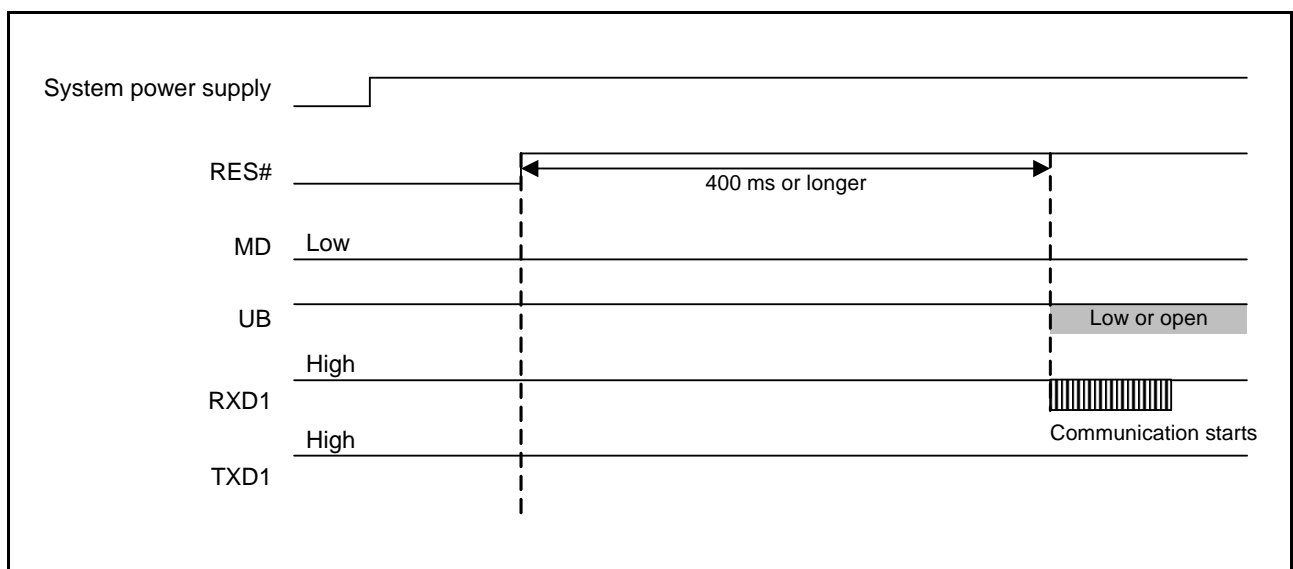 System power supply
RES#
400 ms or longer
MD
Low
UB
Low or open
High
RXD1
Communication starts
High
TXD1